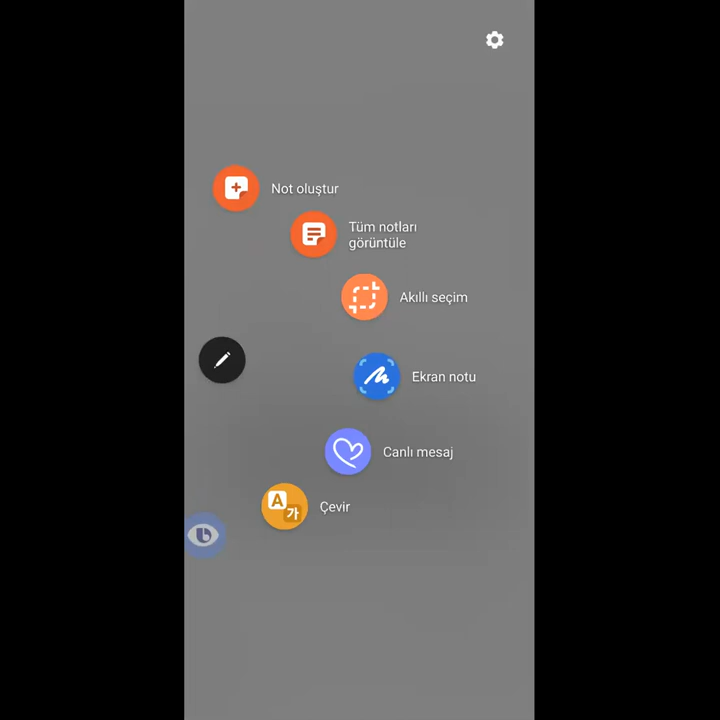 Not oluştur
Tüm notları
görüntüle
Akıllı seçim
Ekran notu
Canlı mesaj
A
가
Çevir
b